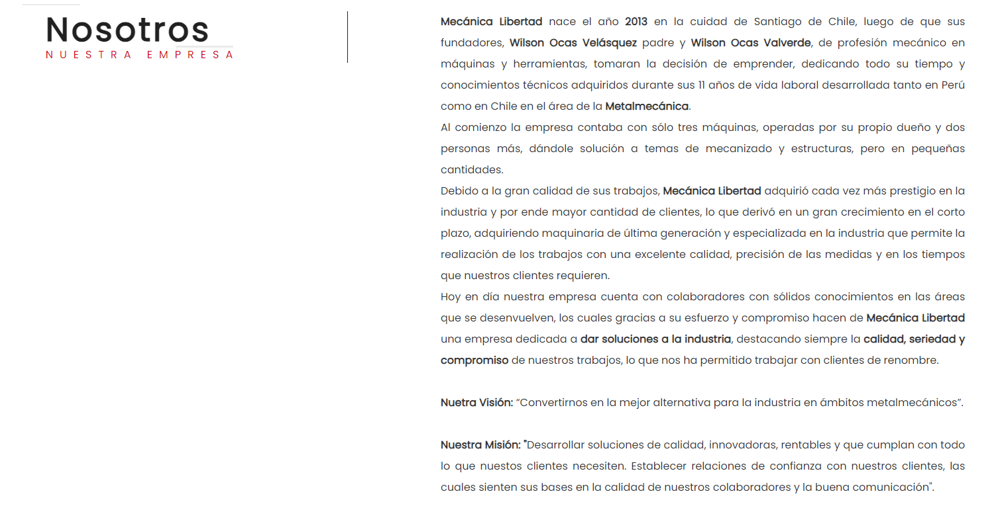 Nosotros
NUESTRA EMPRESA
Mecánica Libertad nace el año 2013 en la cuidad de Santiago de Chile, luego de que sus
fundadores, Wilson Ocas Velásquez padre y Wilson Ocas Valverde, de profesión mecánico en
máquinas y herramientas, tomaran la decisión de emprender, dedicando todo su tiempo y
conocimientos técnicos adquiridos durante sus 11 años de vida laboral desarrollada tanto en Perú
como en Chile en el área de la Metalmecánica.
Al comienzo la empresa contaba con sólo tres máquinas, operadas por su propio dueño y dos
personas más, dándole solución a temas de mecanizado y estructuras, pero en pequeñas
cantidades.
Debido a la gran calidad de sus trabajos, Mecánica Libertad adquirió cada vez más prestigio en la
industria y por ende mayor cantidad de clientes, lo que derivó en un gran crecimiento en el corto
plazo, adquiriendo maquinaria de última generación y especializada en la industria que permite la
realización de los trabajos con una excelente calidad, precisión de las medidas y en los tiempos
que nuestros clientes requieren.
Hoy en día nuestra empresa cuenta con colaboradores con sólidos conocimientos en las áreas
que se desenvuelven, los cuales gracias a su esfuerzo y compromiso hacen de Mecánica Libertad
una empresa dedicada a dar soluciones a la industria, destacando siempre la calidad, seriedad y
compromiso de nuestros trabajos, lo que nos ha permitido trabajar con clientes de renombre.
Nuetra Visión: “Convertirnos en la mejor alternativa para la industria en ámbitos metalmecánicos”.
Nuestra Misión: "Desarrollar soluciones de calidad, innovadoras, rentables y que cumplan con todo
lo que nuestos clientes necesiten. Establecer relaciones de confianza con nuestros clientes, las
cuales sienten sus bases en la calidad de nuestros colaboradores y la buena comunicación".